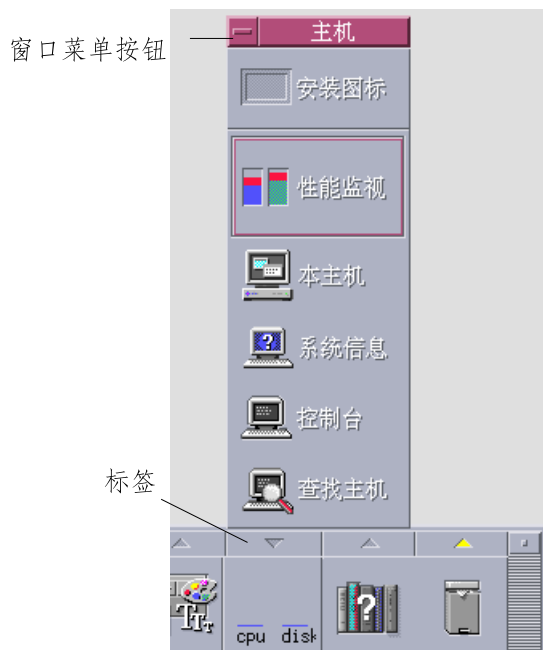 主机
窗口菜单按钮
安装图标
性能监视
本主机
系统信息
?
控制台
查找主机
标签
TTT
?
cpu disk